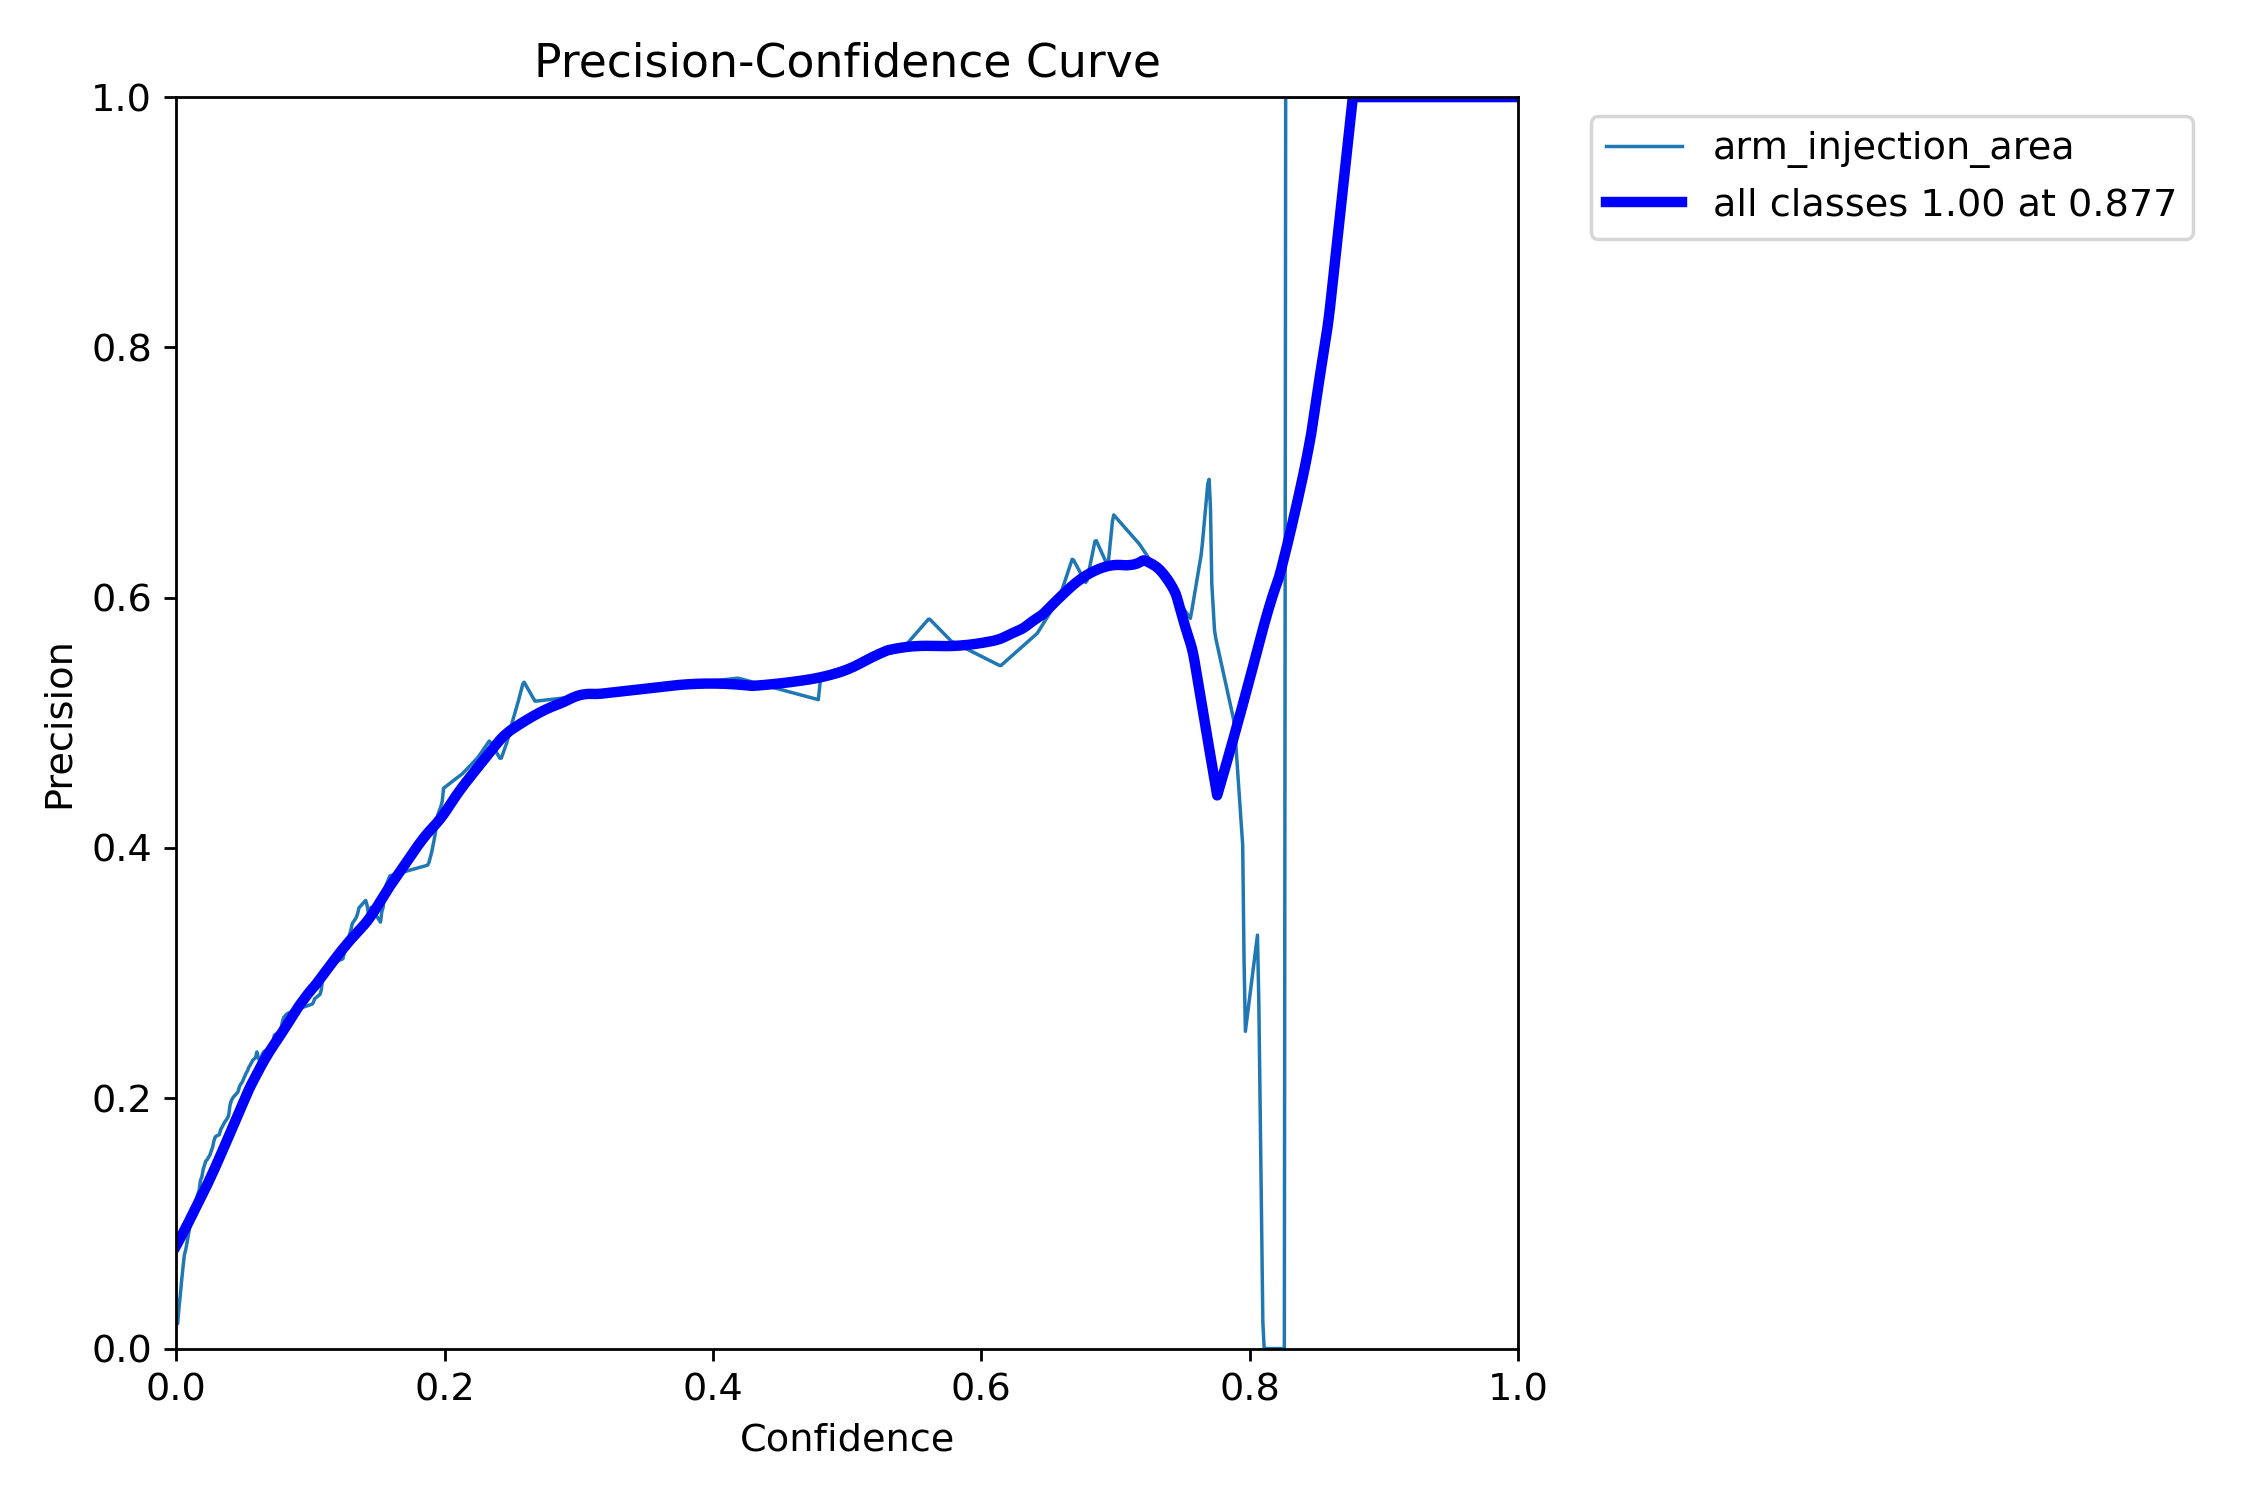 Precision-Confidence Curve
1.0
0.8
0.6
0.4
0.2
0.0
Precision
0.0 0.2 0.4 0.6 0.8 1.0
Confidence
arm_injection_area
all classes 1.00 at 0.877